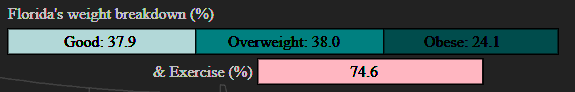 Florida's weight breakdown (%)
Good: 37.9 Overweight: 38.0 Obese: 24.1
& Exercise (%) 74.6